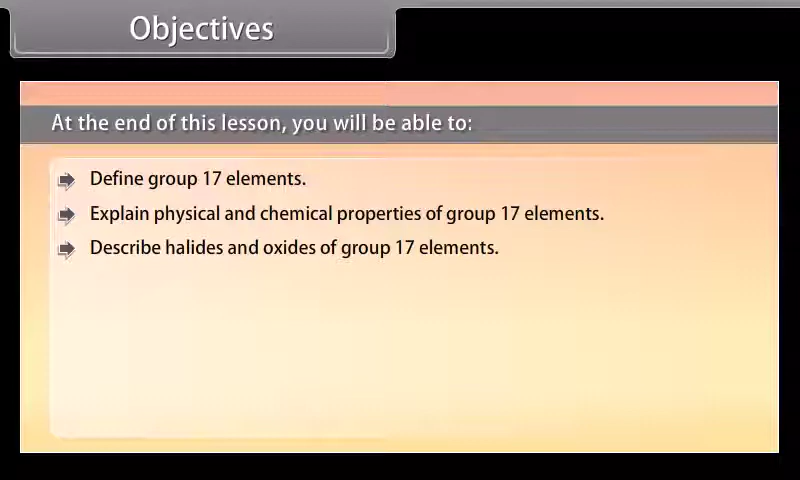 Objectives
At the end of this lesson, you will be able to:
Define group 17 elements.
Explain physical and chemical properties of group 17 elements.
Describe halides and oxides of group 17 elements.